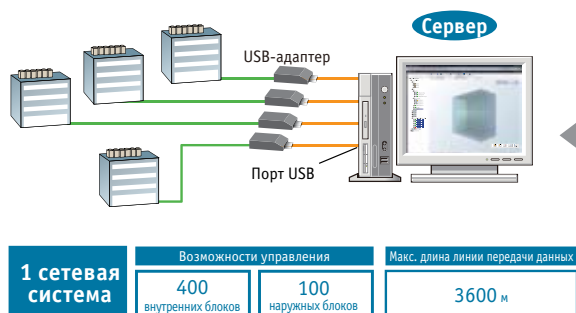 Сервер
USB-адаптер
Порт USB
1 сетевая
система
Возможности управления
400
внутренних блоков
100
наружных блоков
Макс. длина линии передачи данных
3600 м